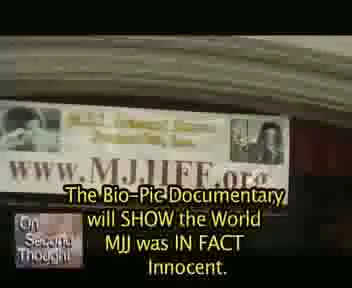 www.MJJIFF.org
The Bio-Pic Documentary
will SHOW the World
MJJ was IN FACT
Innocent.
On
Second
Thought